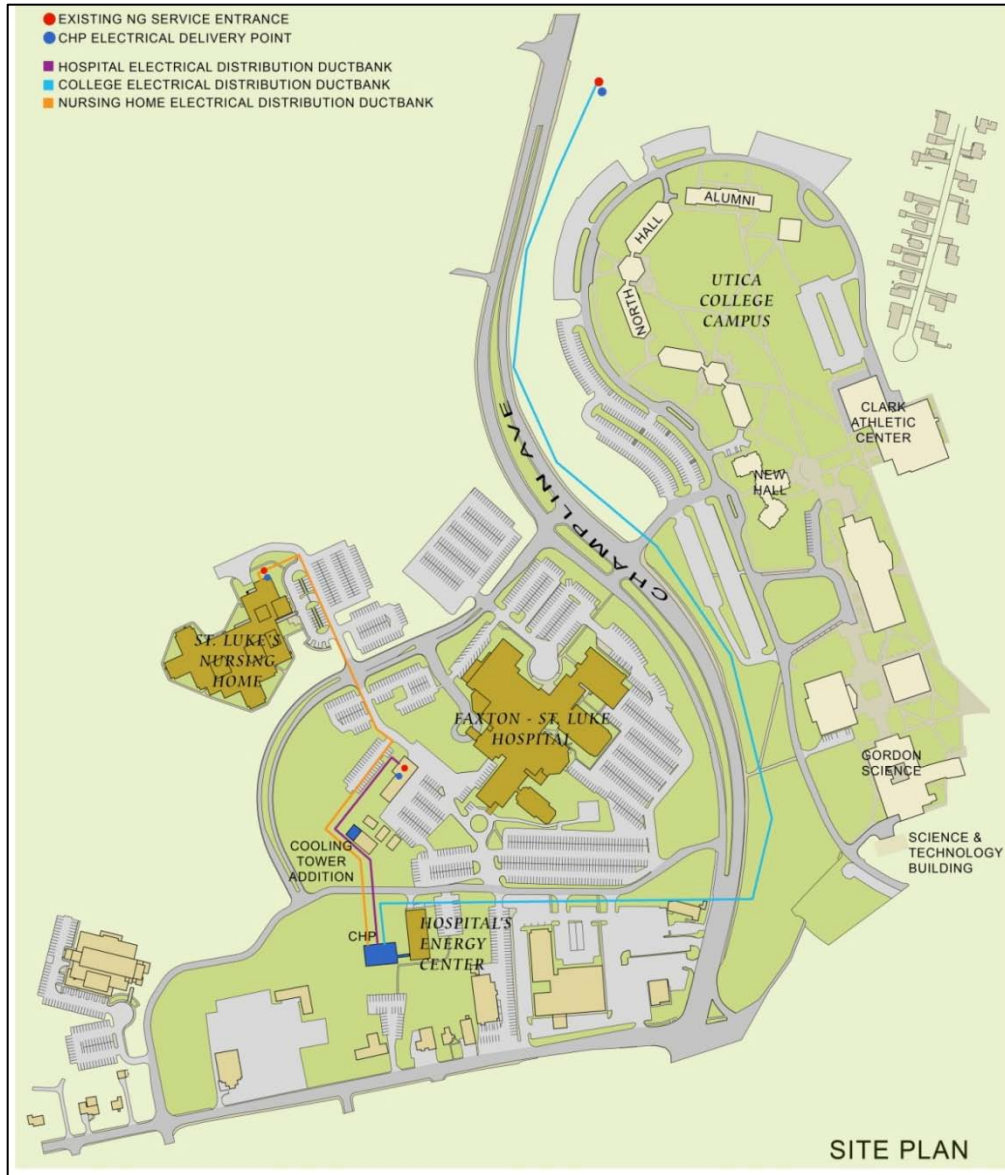 EXISTING NG SERVICE ENTRANCE
CHP ELECTRICAL DELIVERY POINT
HOSPITAL ELECTRICAL DISTRIBUTION DUCTBANK
COLLEGE ELECTRICAL DISTRIBUTION DUCTBANK
NURSING HOME ELECTRICAL DISTRIBUTION DUCTBANK
ALUMNI
HALL
NORTH
UTICA
COLLEGE
CAMPUS
CLARK
ATHLETIC
CENTER
NEW
HALL
CHAMPLIN AVE
ST. LUKE'S
NURSING
HOME
FAXTON - ST. LUKE
HOSPITAL
GORDON
SCIENCE
SCIENCE &
TECHNOLOGY
BUILDING
COOLING
TOWER
ADDITION
CHP
HOSPITAL'S
ENERGY
CENTER
SITE PLAN